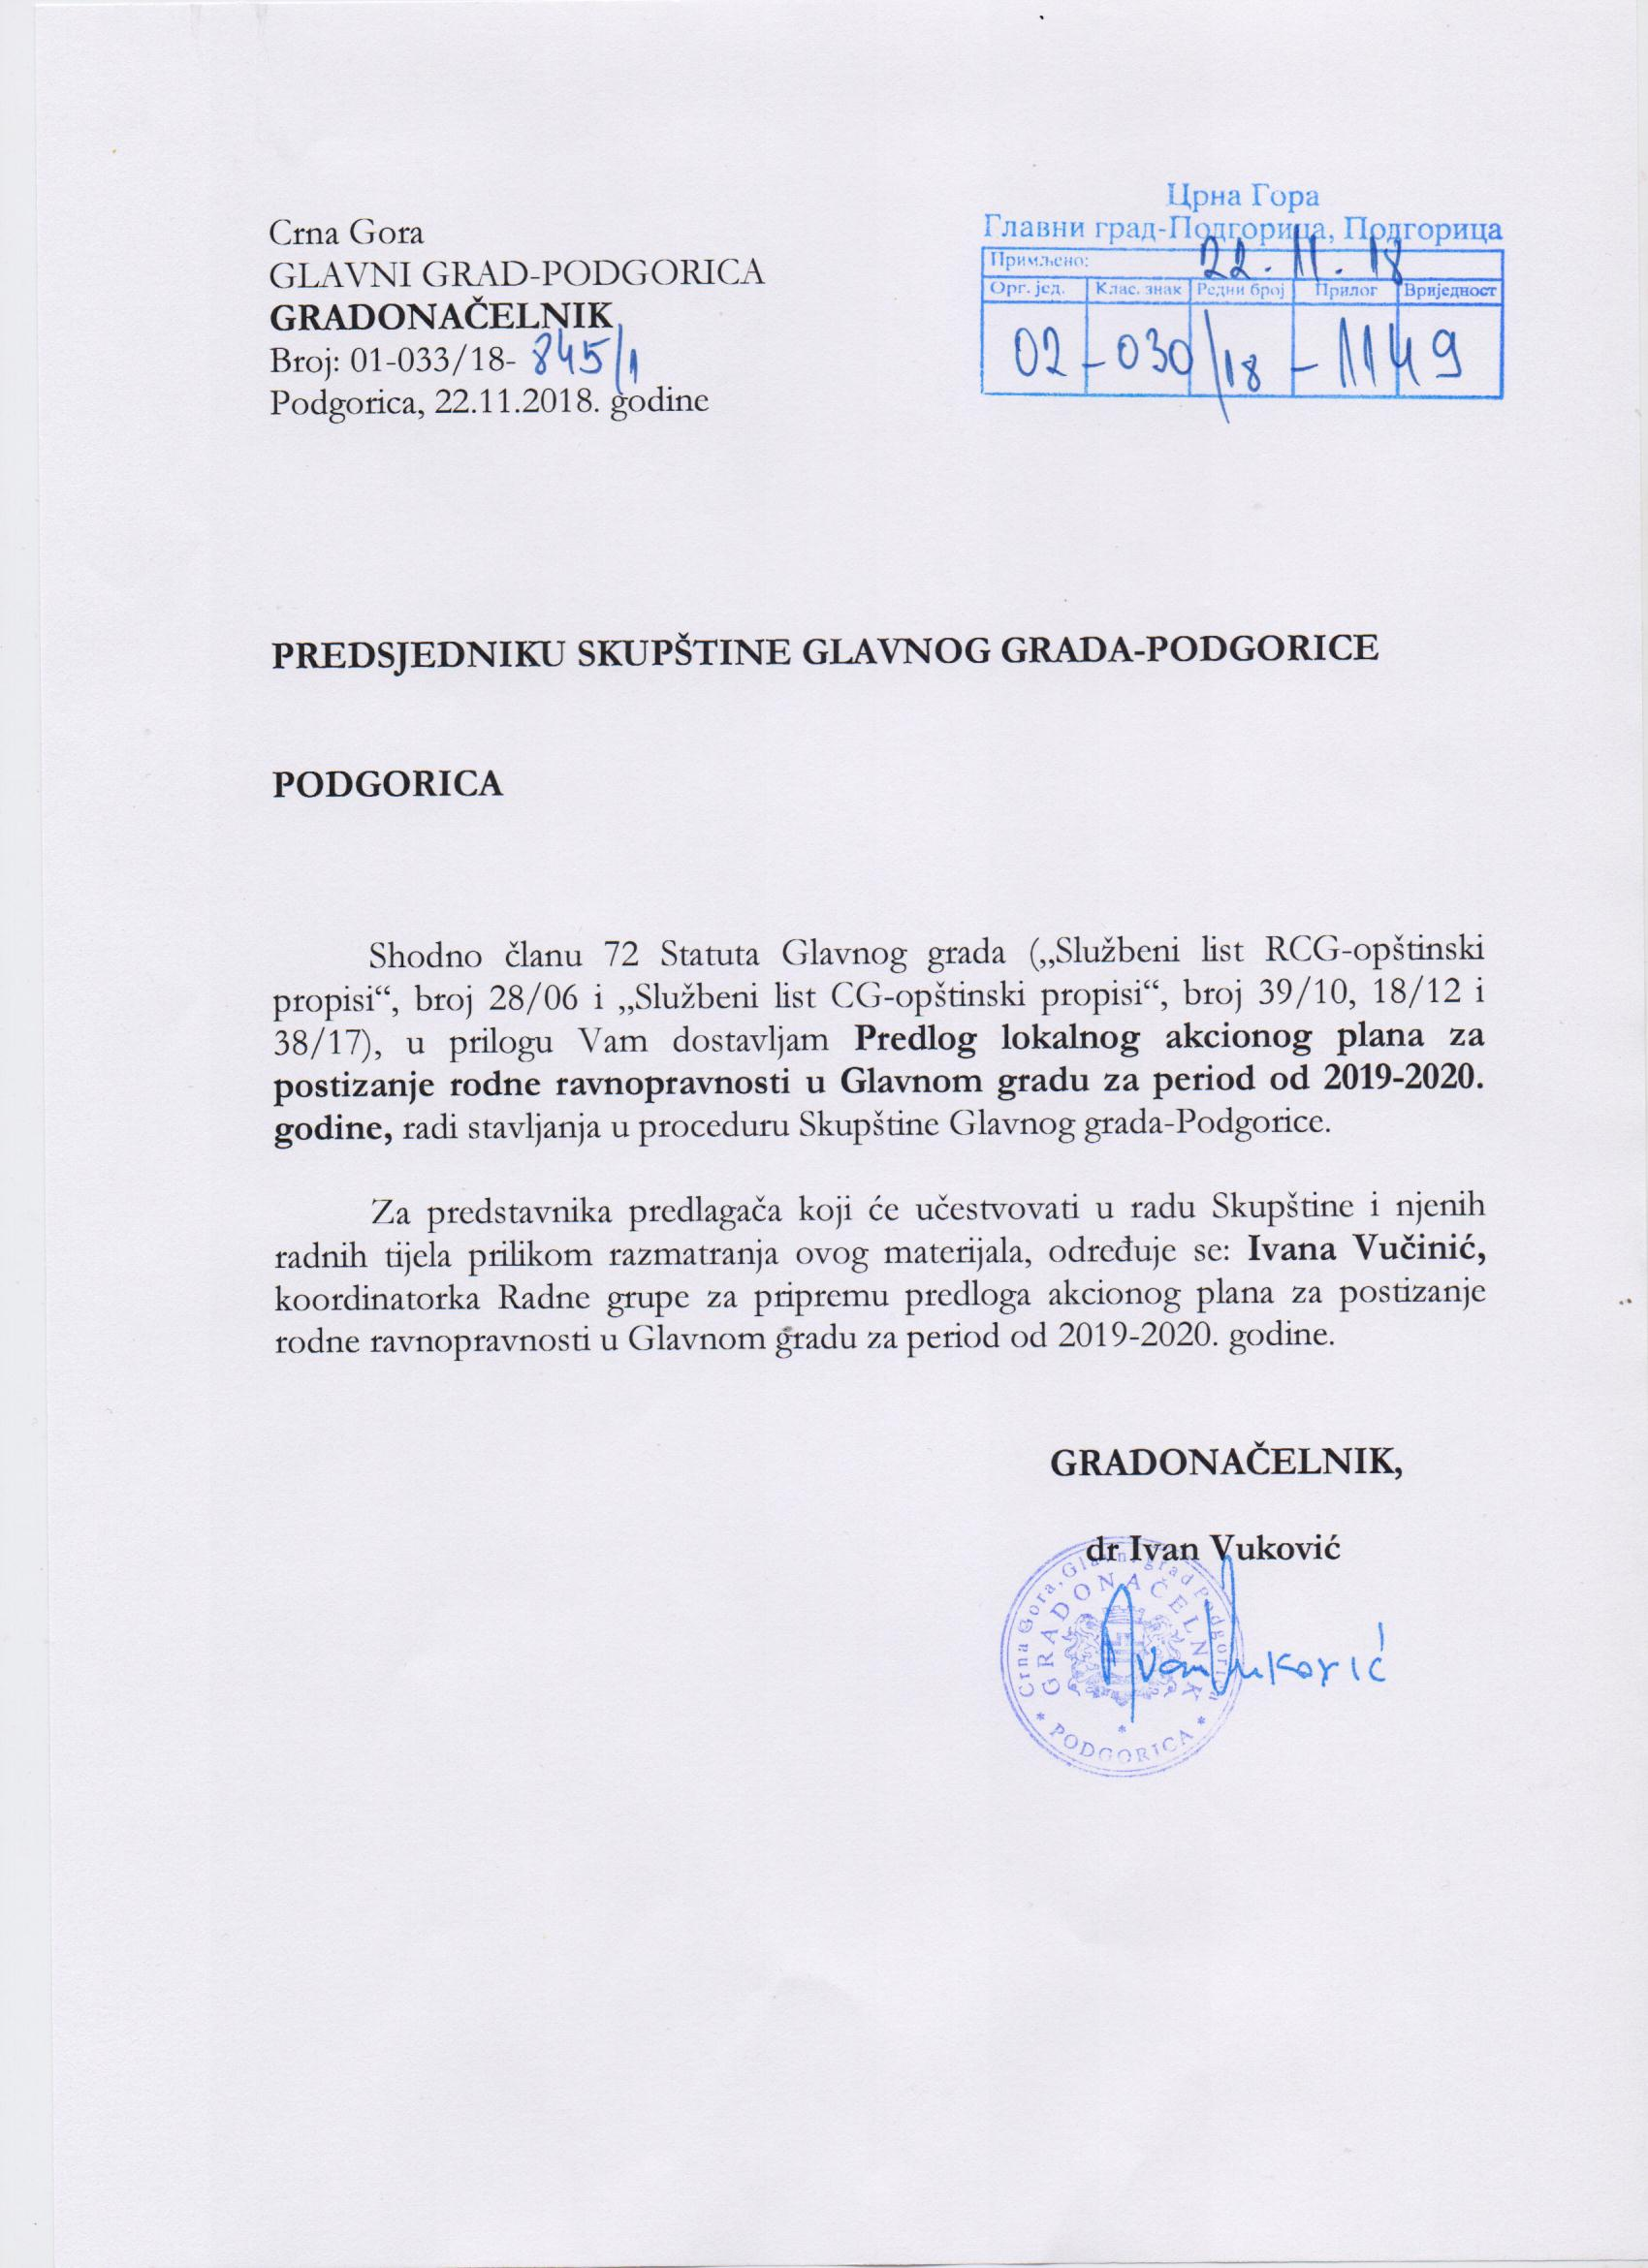 Crna Gora
GLAVNI GRAD-PODGORICA
GRADONAČELNIK
Broj: 01-033/18- 845/1
Podgorica, 22.11.2018. godine
Црна Гора
Главни град-Подгорица, Подгорица
Примљено: 22. 11. 18
Орг. јед. Клас. знак Редни број Прилог Вриједност
02 - 030/18 - 1149
PREDSJEDNIKU SKUPŠTINE GLAVNOG GRADA-PODGORICE
PODGORICA
Shodno članu 72 Statuta Glavnog grada („Službeni list RCG-opštinski
propisi“, broj 28/06 i „Službeni list CG-opštinski propisi“, broj 39/10, 18/12 i
38/17), u prilogu Vam dostavljam Predlog lokalnog akcionog plana za
postizanje rodne ravnopravnosti u Glavnom gradu za period od 2019-2020.
godine, radi stavljanja u proceduru Skupštine Glavnog grada-Podgorice.
Za predstavnika predlagača koji će učestvovati u radu Skupštine i njenih
radnih tijela prilikom razmatranja ovog materijala, određuje se: Ivana Vučinić,
koordinatorka Radne grupe za pripremu predloga akcionog plana za postizanje
rodne ravnopravnosti u Glavnom gradu za period od 2019-2020. godine.
GRADONAČELNIK,
dr Ivan Vuković
Crna Gora, Glavni grad Podgorica
GRADONAČELNIK
* PODGORICA *
Ivan Vuković